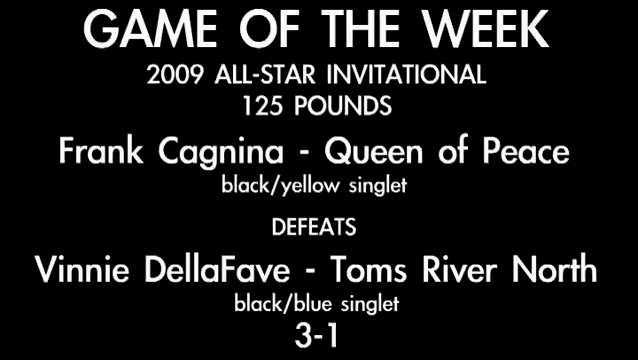 GAME OF THE WEEK
2009 ALL-STAR INVITATIONAL
125 POUNDS
Frank Cagnina - Queen of Peace
black/yellow singlet
DEFEATS
Vinnie DellaFave - Toms River North
black/blue singlet
3-1